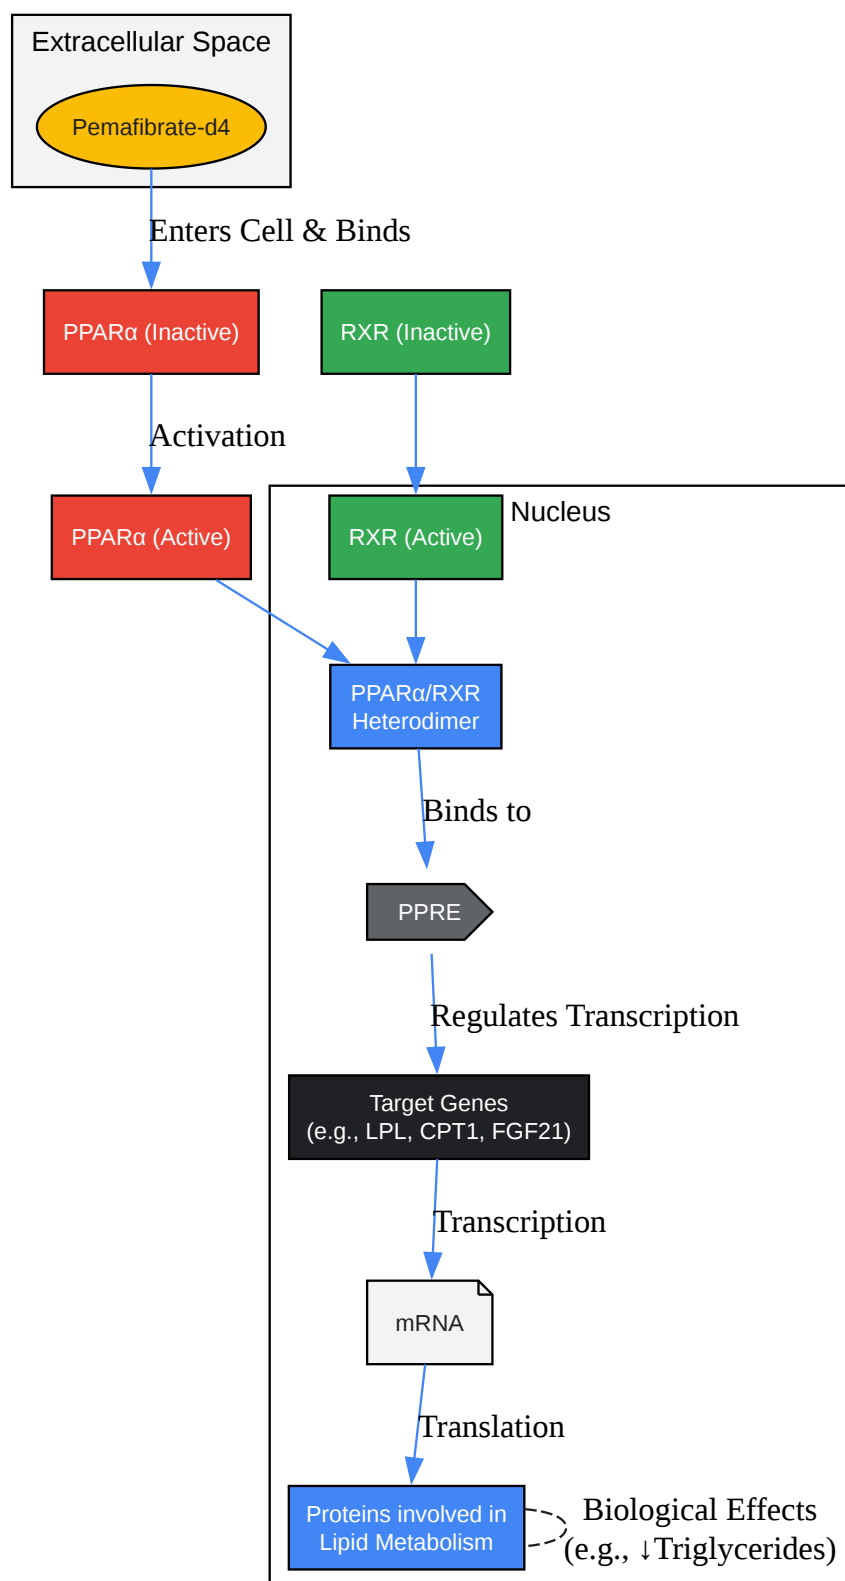 Extracellular Space
Pemafibrate-d4
Enters Cell & Binds
PPARα (Inactive)
RXR (Inactive)
Activation
PPARα (Active)
RXR (Active)
Nucleus
PPARα/RXR
Heterodimer
Binds to
PPRE
Regulates Transcription
Target Genes
(e.g., LPL, CPT1, FGF21)
Transcription
mRNA
Translation
Proteins involved in
Lipid Metabolism
Biological Effects
(e.g., ↓Triglycerides)